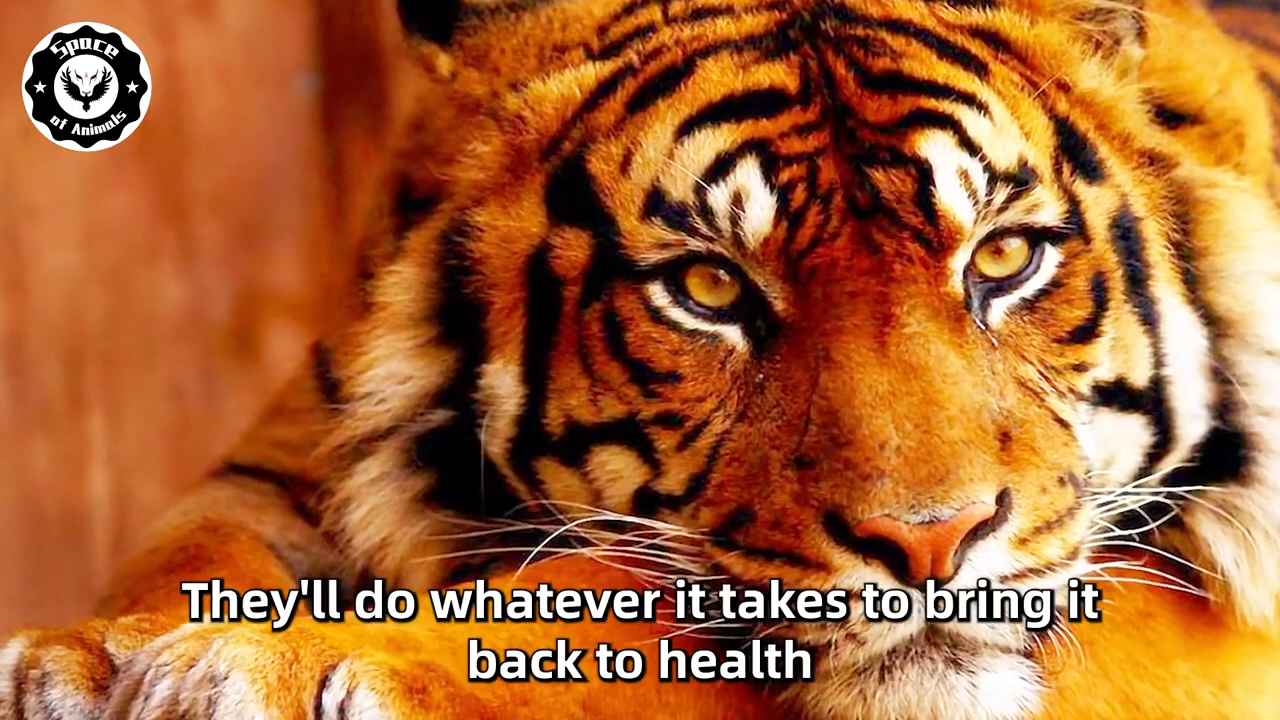 Space
of Animals
They'll do whatever it takes to bring it
back to health